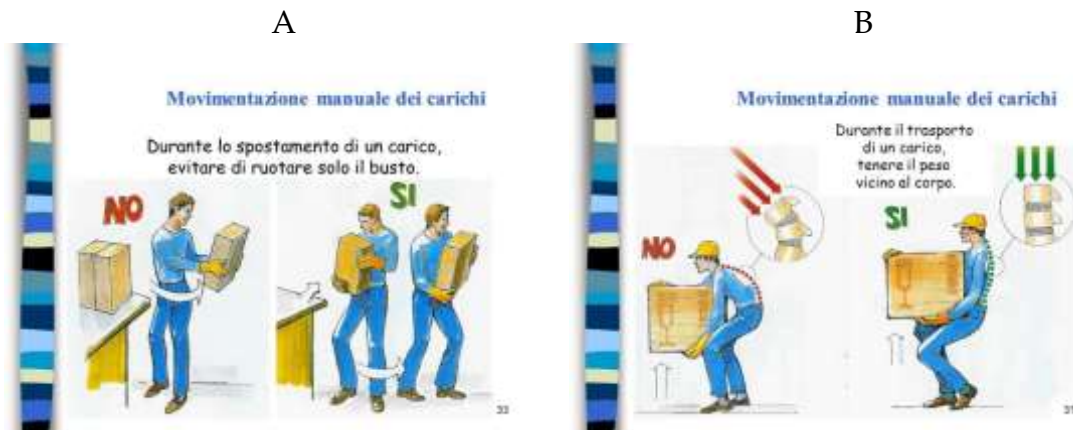 A
Movimentazione manuale dei carichi
Durante lo spostamento di un carico,
evitare di ruotare solo il busto.
NO
SI
33
B
Movimentazione manuale dei carichi
Durante il trasporto
di un carico,
tenere il peso
vicino al corpo.
NO
SI
31